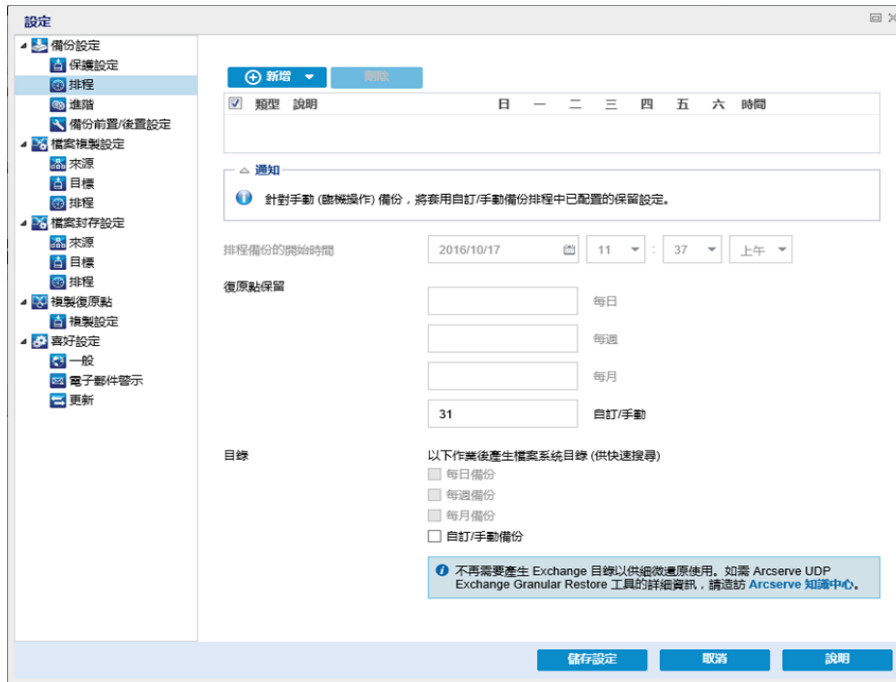 設定
備份設定
保護設定
排程
進階
備份前置/後置設定
檔案複製設定
來源
目標
排程
檔案封存設定
來源
目標
排程
複製復原點
複製設定
喜好設定
一般
電子郵件警示
更新
新增 刪除
類型 說明 日 一 二 三 四 五 六 時間
通知
針對手動 (臨機操作) 備份，將套用自訂/手動備份排程中已配置的保留設定。
排程備份的開始時間 2016/10/17 11 : 37 上午
復原點保留
每日
每週
每月
31 自訂/手動
目錄 以下作業後產生檔案系統目錄 (供快速搜尋)
每日備份
每週備份
每月備份
自訂/手動備份
不再需要產生 Exchange 目錄以供細微還原使用。如需 Arcserve UDP
Exchange Granular Restore 工具的詳細資訊，請造訪 Arcserve 知識中心。
儲存設定 取消 說明